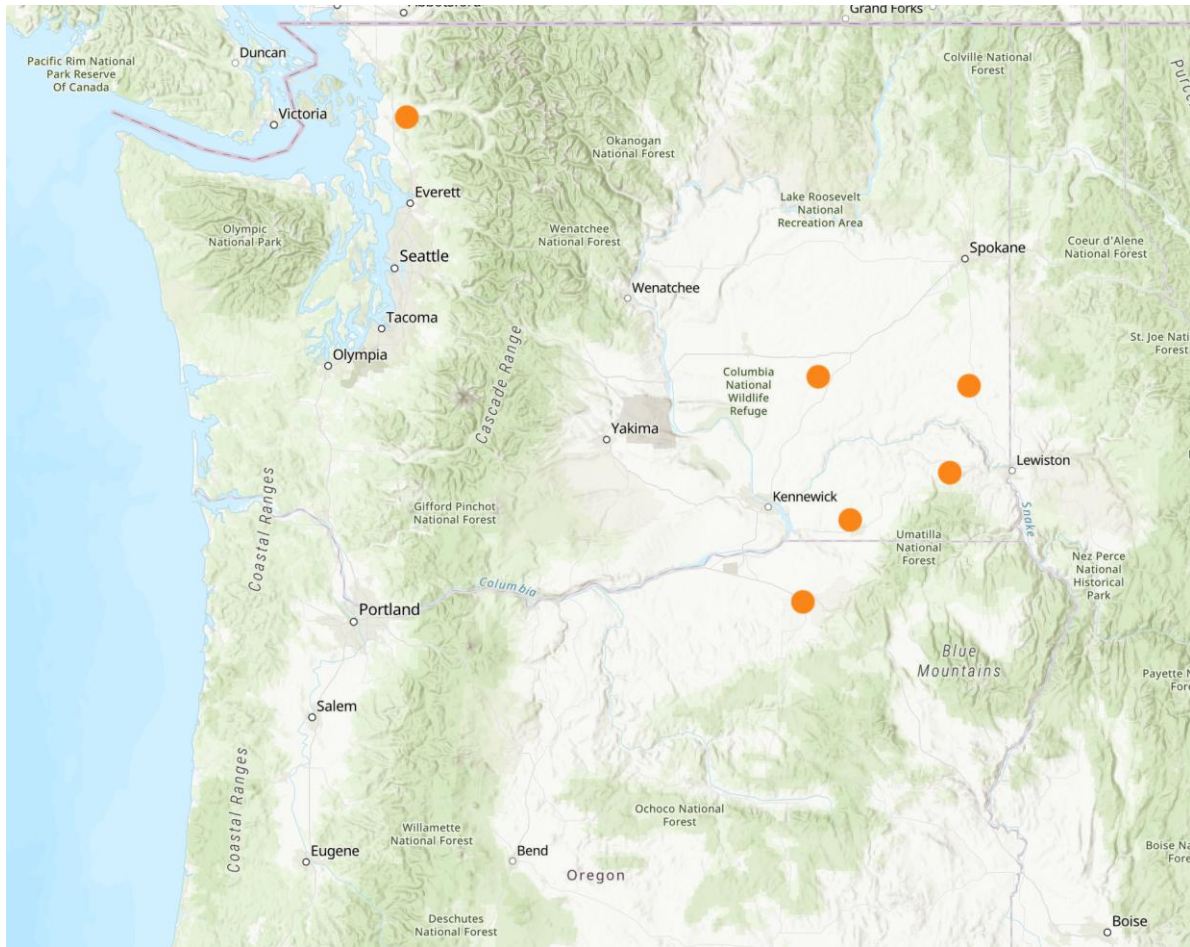 Grand Forks
Duncan
Pacific Rim National
Park Reserve
Of Canada
Colville National
Forest
Victoria
Okanogan
National Forest
Everett
Lake Roosevelt
National
Recreation Area
Olympic
National Park
Wenatchee
National Forest
Coeur d'Alene
National Forest
Spokane
Seattle
Wenatchee
Tacoma
St. Joe Nati
Forest
Olympia
Cascade Range
Columbia
National
Wildlife
Refuge
Yakima
Lewiston
Kennewick
Coastal Ranges
Gifford Pinchot
National Forest
Snake
Umatilla
National
Forest
Nez Perce
National
Historical
Park
Columbia
Portland
Blue
Mountains
Payette N
For
Salem
Coastal Ranges
Ochoco National
Forest
Willamette
National Forest
Eugene
Bend
Boise Na
Fore
Oregon
Deschutes
National Forest
Boise